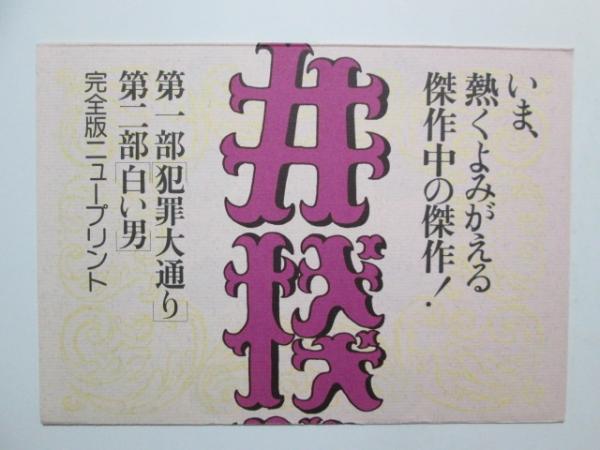 いま、
熱くよみがえる
傑作中の傑作!
井桟
第一部「犯罪大通り」
第二部「白い男」
完全版ニュープリント